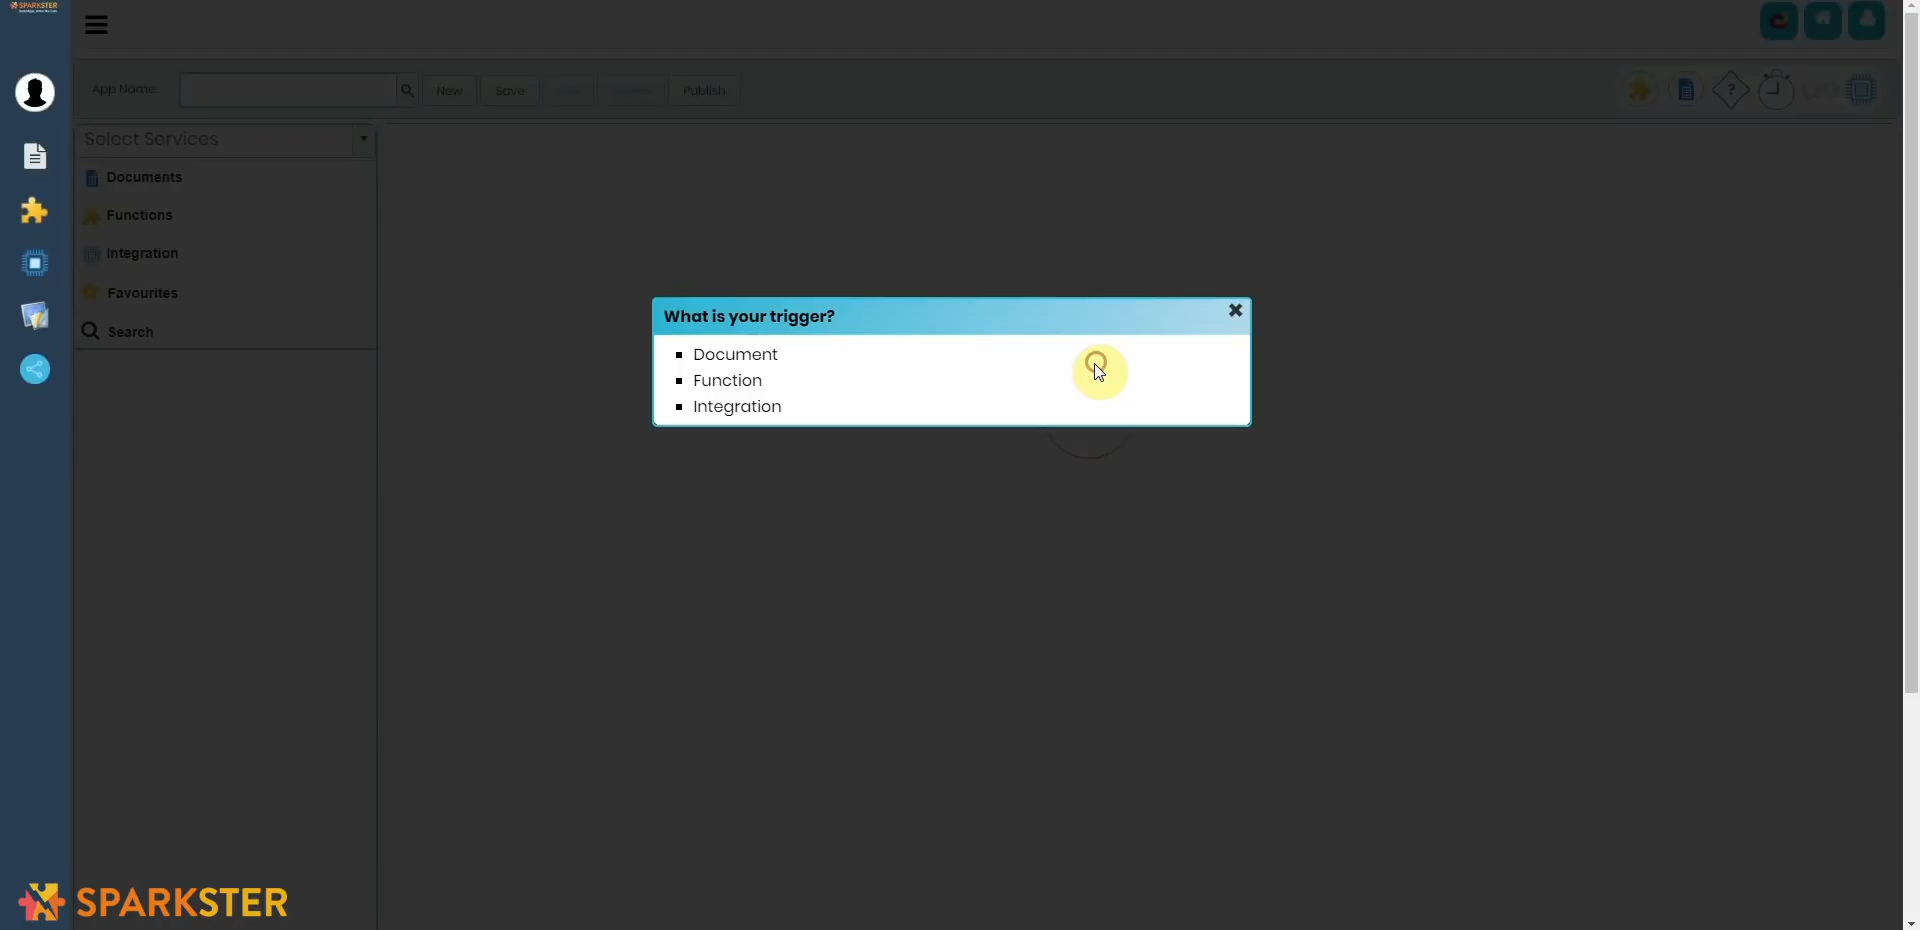 SPARKSTER
App Name:
New
Save
Publish
Select Services
Documents
Functions
Integration
Favourites
Search
What is your trigger?
Document
Function
Integration
?
SPARKSTER